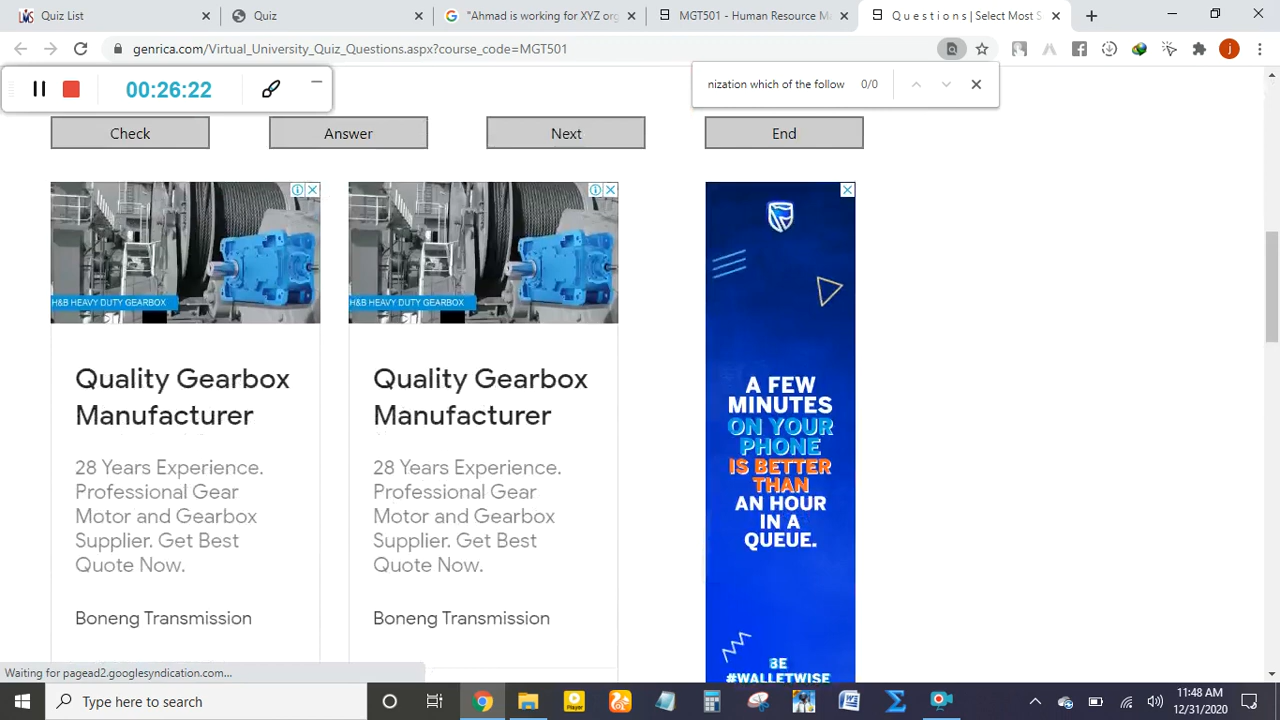 Quiz List
Quiz
"Ahmad is working for XYZ org
MGT501 - Human Resource Ma
Q u e s t i o n s | Select Most S
genrica.com/Virtual_University_Quiz_Questions.aspx?course_code=MGT501
j
00:26:22
nization which of the follow 0/0
Check
Answer
Next
End
H&B HEAVY DUTY GEARBOX
H&B HEAVY DUTY GEARBOX
Quality Gearbox
Manufacturer
28 Years Experience.
Professional Gear
Motor and Gearbox
Supplier. Get Best
Quote Now.
Boneng Transmission
Quality Gearbox
Manufacturer
28 Years Experience.
Professional Gear
Motor and Gearbox
Supplier. Get Best
Quote Now.
Boneng Transmission
A FEW
MINUTES
ON YOUR
PHONE
IS BETTER
THAN
AN HOUR
IN A
QUEUE.
BE
#WALLETWISE
Waiting for pagead2.googlesyndication.com...
Type here to search
11:48 AM
12/31/2020